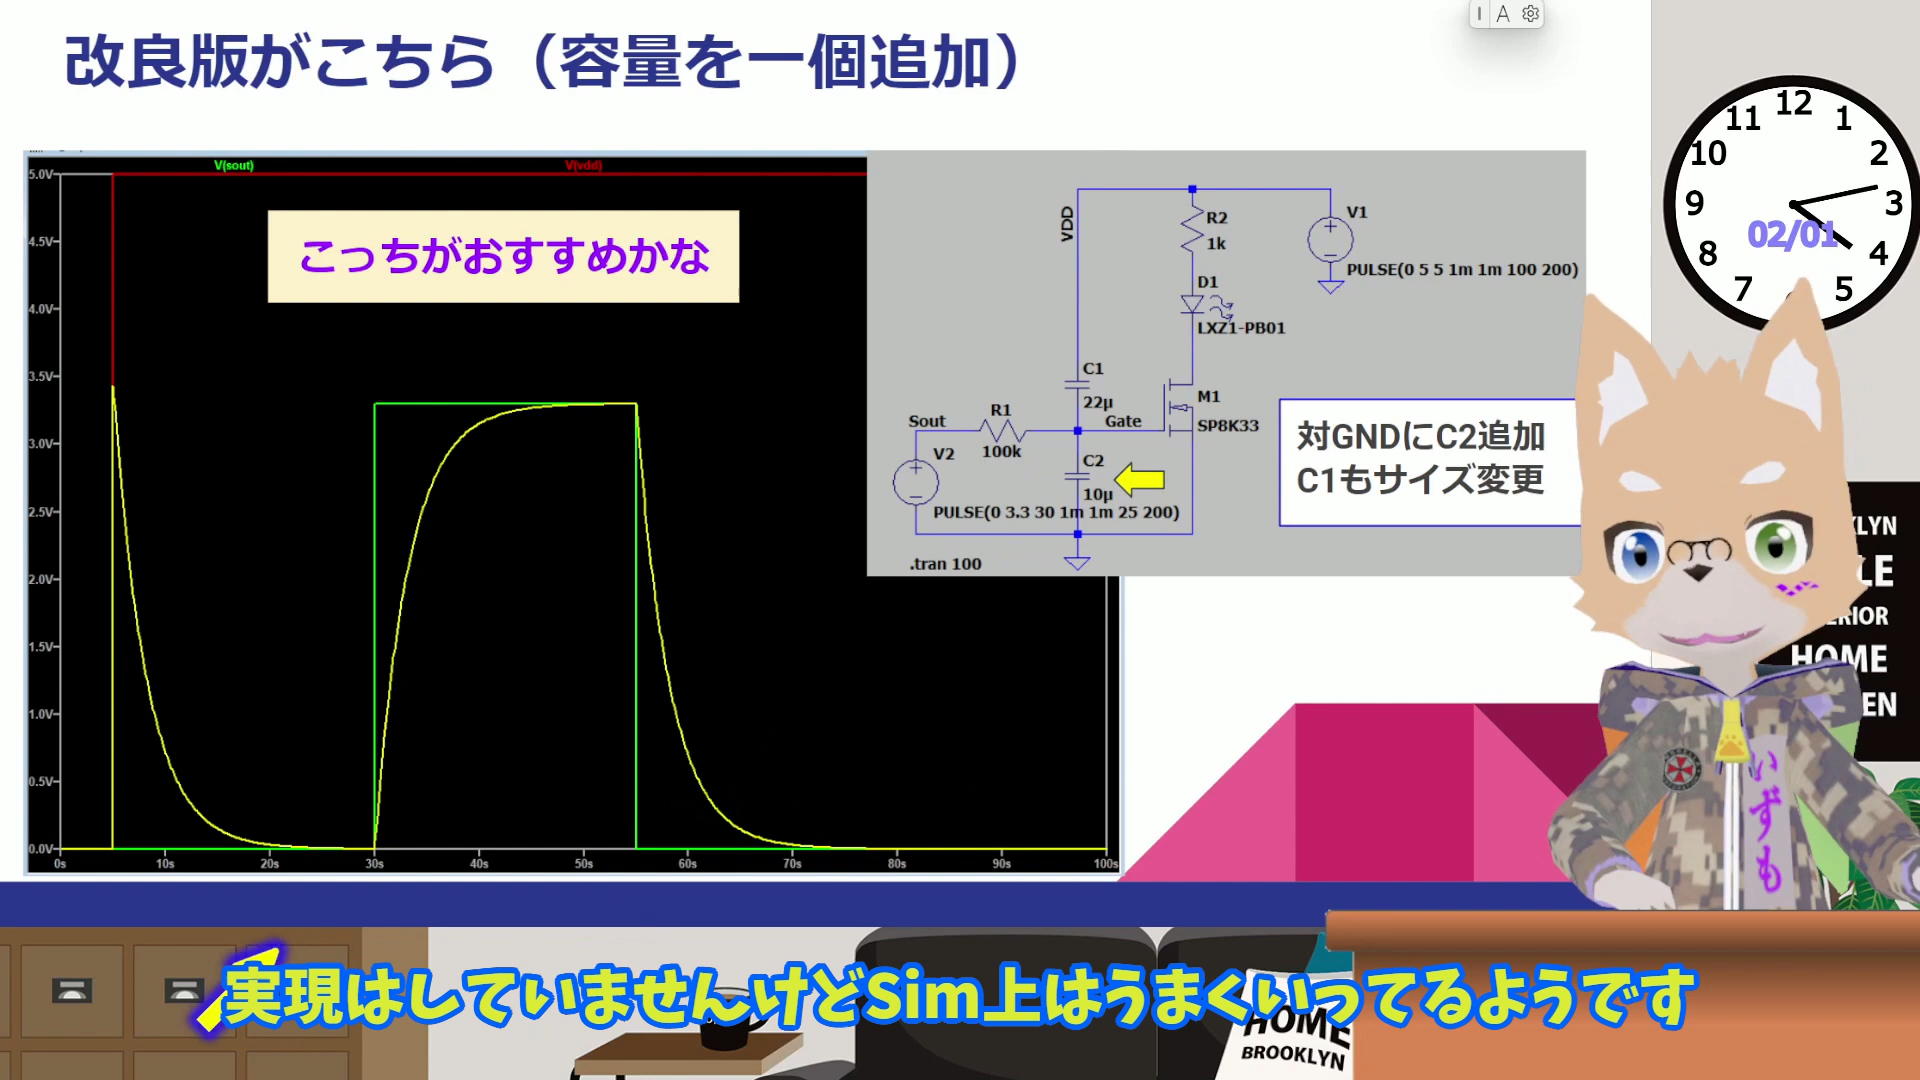 改良版がこちら（容量を一個追加）
A
V(sout)
V(vdd)
5.0V
4.5V
4.0V
3.5V
3.0V
2.5V
2.0V
1.5V
1.0V
0.5V
0.0V
0s
10s
20s
30s
40s
50s
60s
70s
80s
90s
100s
こっちがおすすめかな
VDD
R2
1k
V1
PULSE(0 5 5 1m 1m 100 200)
D1
LXZ1-PB01
C1
22µ
M1
SP8K33
Sout
R1
100k
Gate
V2
C2
10µ
PULSE(0 3.3 30 1m 1m 25 200)
.tran 100
対GNDにC2追加
C1もサイズ変更
12
1
2
3
4
5
7
8
9
10
11
02/01
KLYN
LE
ERIOR
HOME
EN
いずも
実現はしていませんけどSim上はうまくいってるようです
HOME
BROOKLYN